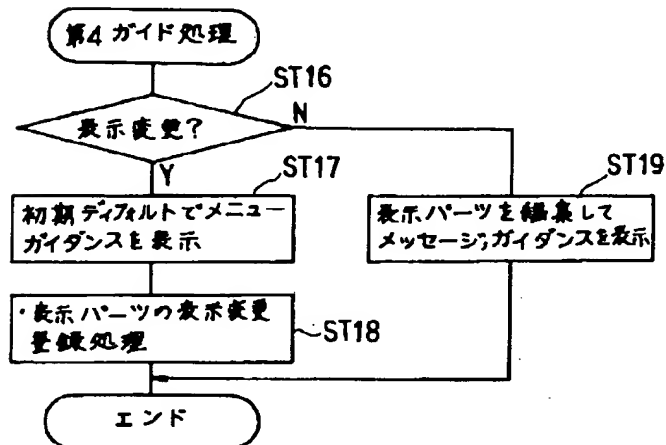 第4ガイド処理
ST16
表示変更?
N
Y
ST17
初期ディフォルトでメニュー
ガイダンスを表示
ST19
表示パーツを編集して
メッセージ,ガイダンスを表示
・表示パーツの表示変更
登録処理
ST18
エンド